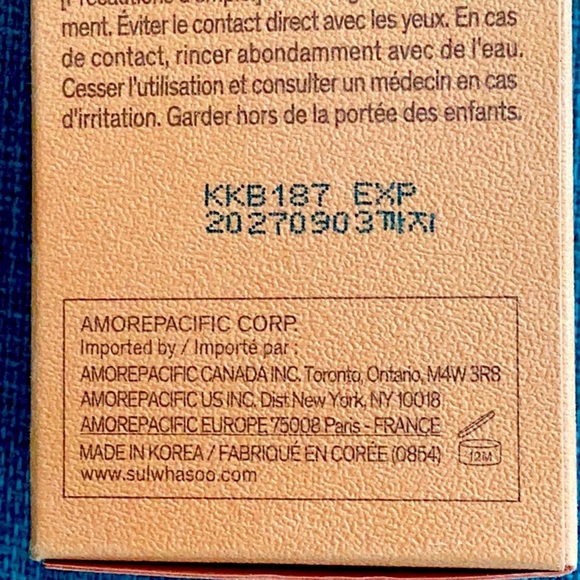 ment. Éviter le contact direct avec les yeux. En cas
de contact, rincer abondamment avec de l'eau.
Cesser l'utilisation et consulter un médecin en cas
d'irritation. Garder hors de la portée des enfants.
KKB187 EXP
20270903까지
AMOREPACIFIC CORP.
Imported by / Importé par :
AMOREPACIFIC CANADA INC. Toronto, Ontario, M4W 3R8
AMOREPACIFIC US INC. Dist New York, NY 10018
AMOREPACIFIC EUROPE 75008 Paris - FRANCE
MADE IN KOREA / FABRIQUÉ EN CORÉE (0854)
12M
www.sulwhasoo.com